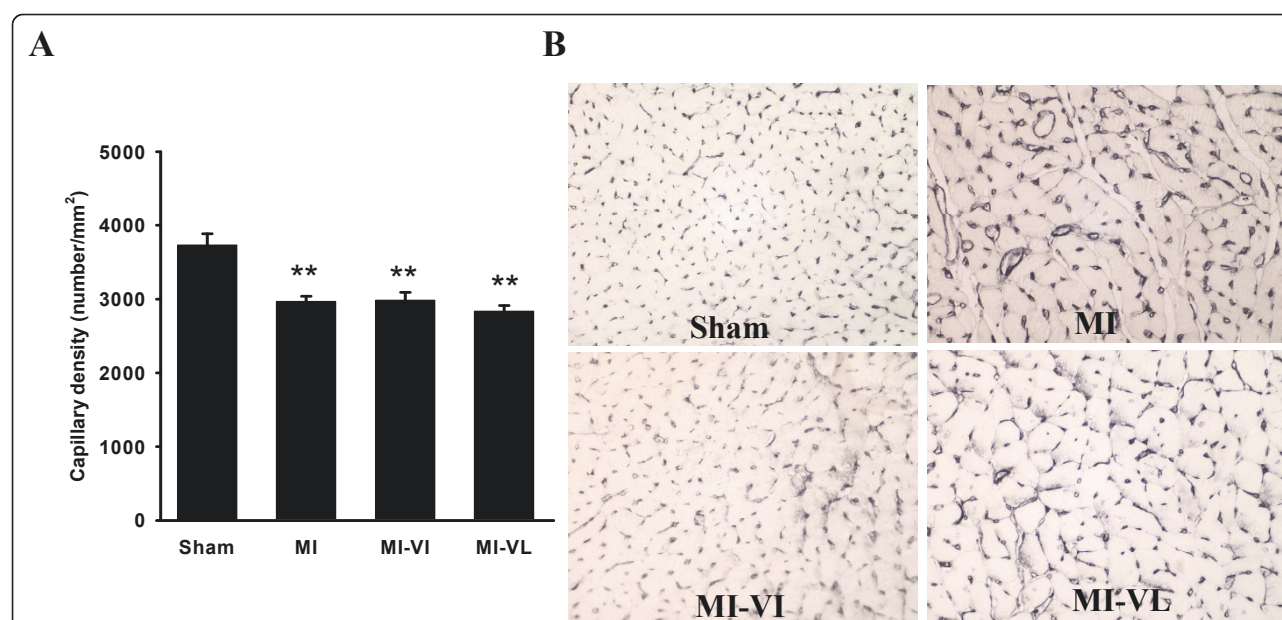 A
B
Capillary density (number/mm²)
5000
4000
3000
2000
1000
0
**
**
**
Sham
MI
MI-VI
MI-VL
Sham
MI
MI-VI
MI-VL